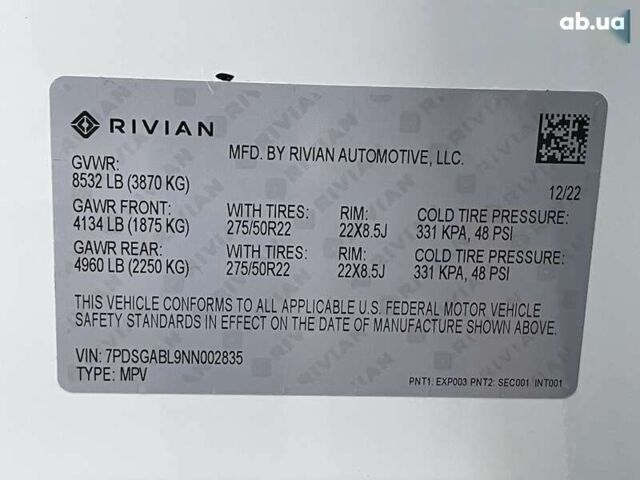 ab.ua
RIVIAN
MFD. BY RIVIAN AUTOMOTIVE, LLC.
GVWR:
8532 LB (3870 KG)
12/22
GAWR FRONT: WITH TIRES: RIM: COLD TIRE PRESSURE:
4134 LB (1875 KG) 275/50R22 22X8.5J 331 KPA, 48 PSI
GAWR REAR: WITH TIRES: RIM: COLD TIRE PRESSURE:
4960 LB (2250 KG) 275/50R22 22X8.5J 331 KPA, 48 PSI
THIS VEHICLE CONFORMS TO ALL APPLICABLE U.S. FEDERAL MOTOR VEHICLE
SAFETY STANDARDS IN EFFECT ON THE DATE OF MANUFACTURE SHOWN ABOVE.
VIN: 7PDSGABL9NN002835
TYPE: MPV
PNT1: EXP003 PNT2: SEC001 INT001